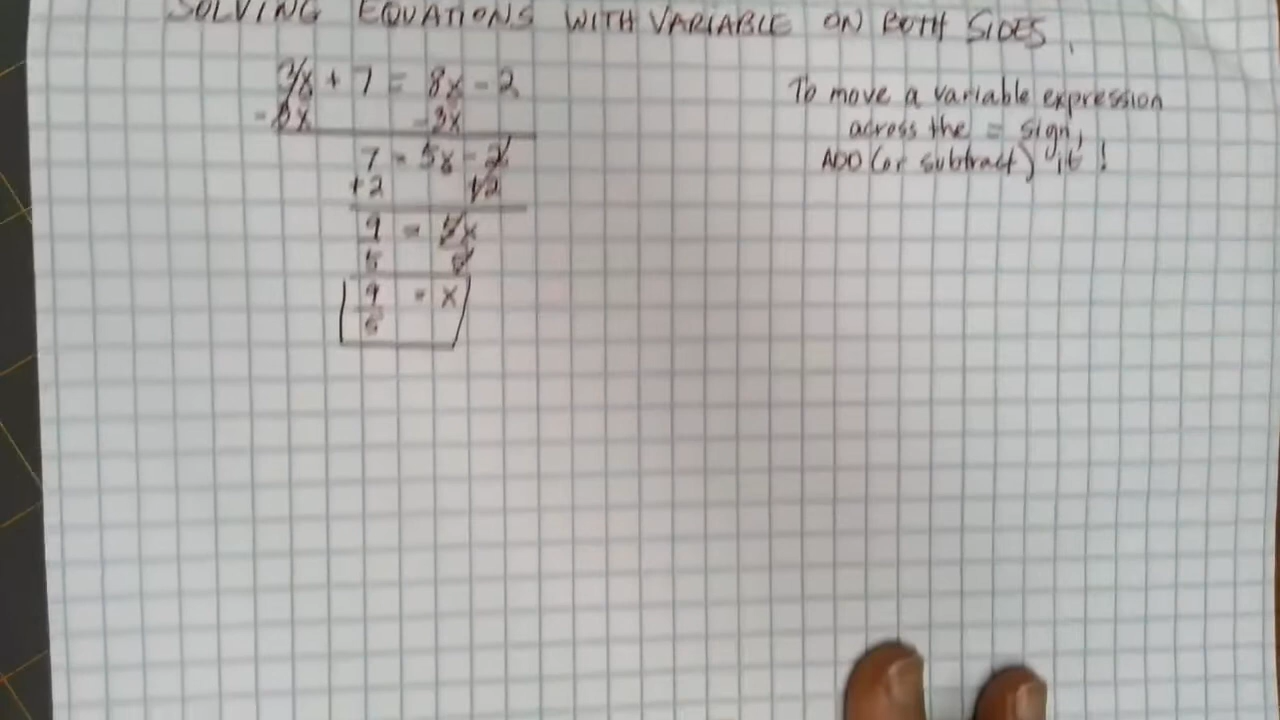 SOLVING EQUATIONS WITH VARIABLE ON BOTH SIDES.
3x + 7 = 8x - 2
-3x -3x
7 = 5x - 2
+2 +2
9 = 5x
5 5
9 = x
5
To move a variable expression
across the = sign,
ADD (or subtract) it!